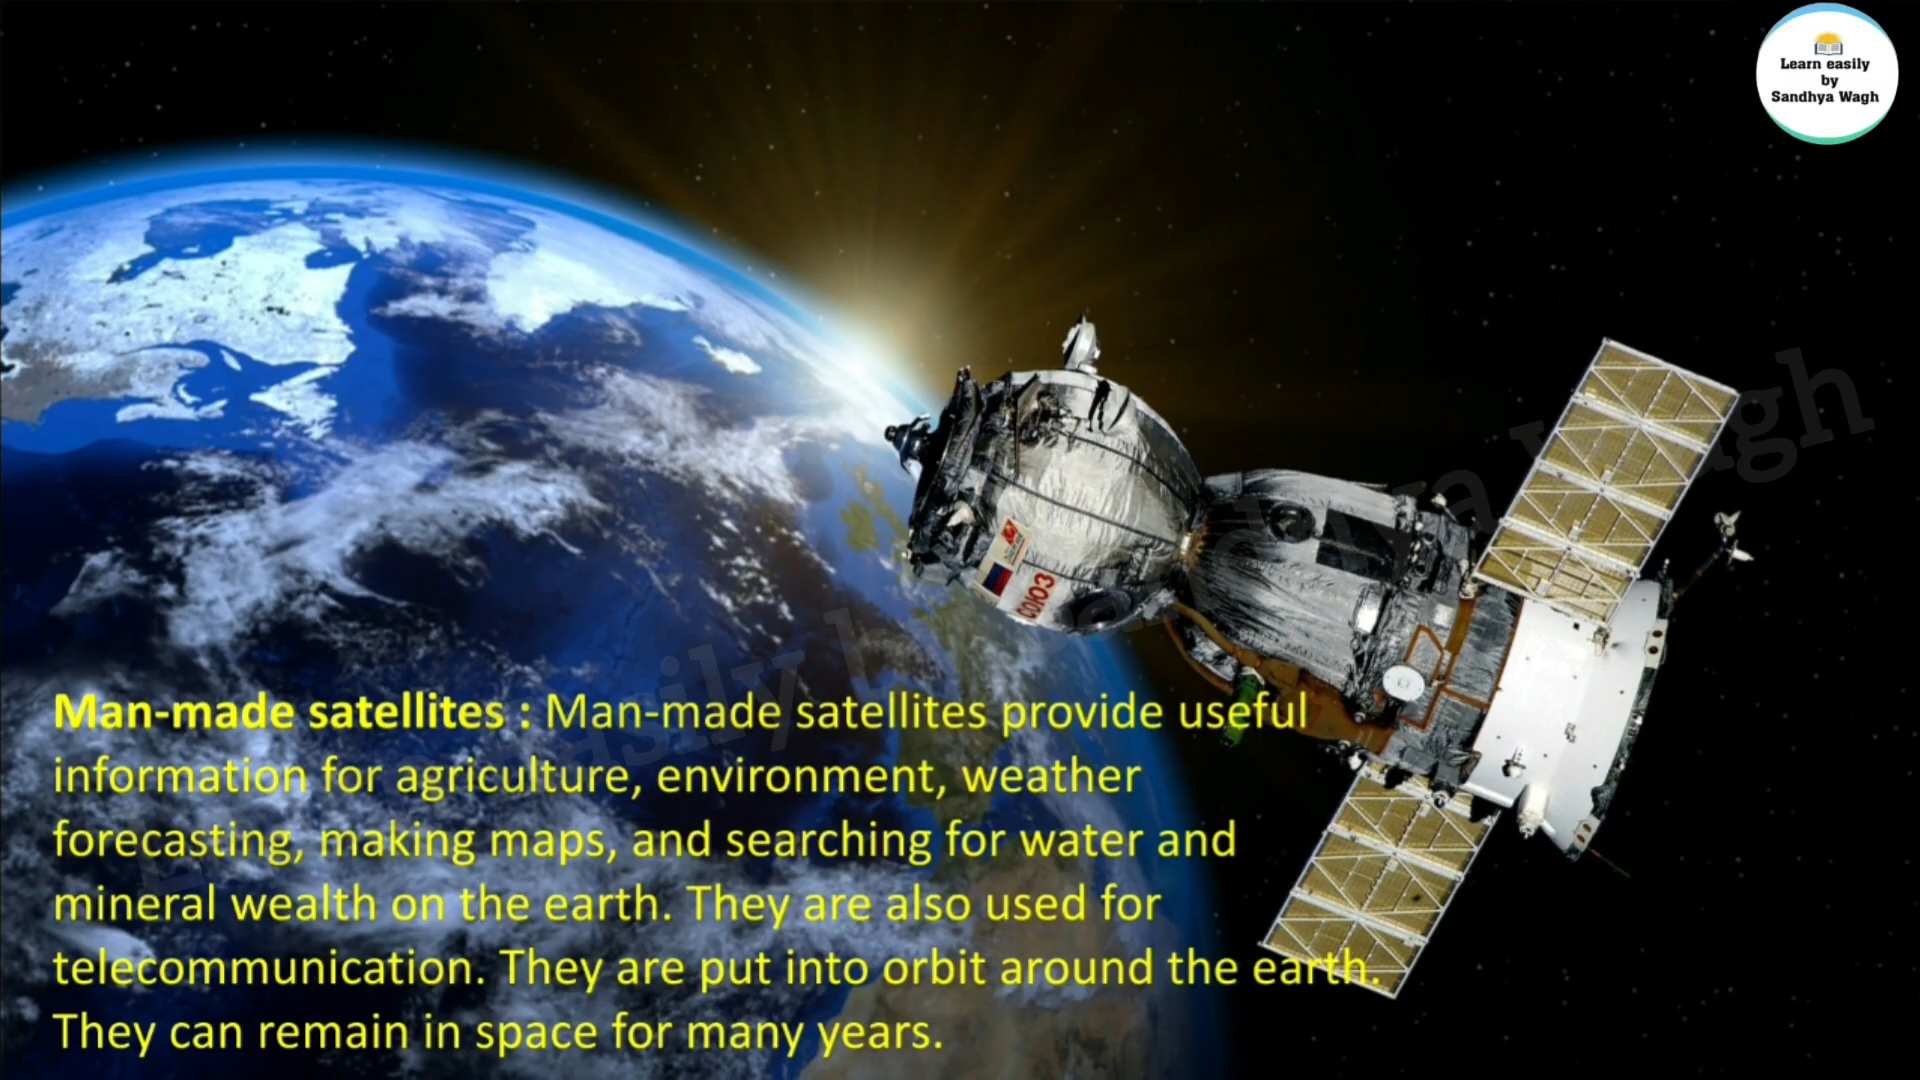 Learn easily
by
Sandhya Wagh
СОЮЗ
Man-made satellites : Man-made satellites provide useful
information for agriculture, environment, weather
forecasting, making maps, and searching for water and
mineral wealth on the earth. They are also used for
telecommunication. They are put into orbit around the earth.
They can remain in space for many years.